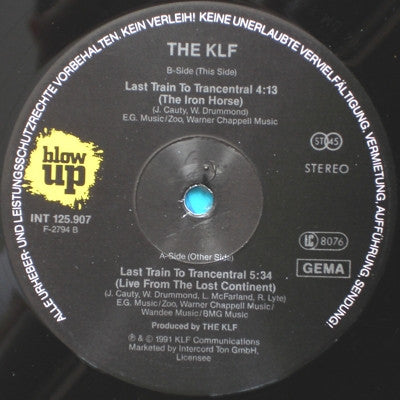 ALLE URHEBER- UND LEISTUNGSSCHUTZRECHTE VORBEHALTEN. KEIN VERLEIH! KEINE UNERLAUBTE VERVIELFÄLTIGUNG, VERMIETUNG, AUFFÜHRUNG, SENDUNG!
THE KLF
B-Side (This Side)
Last Train To Trancentral 4:13
(The Iron Horse)
(J. Cauty, W. Drummond)
E.G. Music/Zoo, Warner Chappell Music
blow
up
ST 45
STEREO
INT 125.907
F-2794 B
LC 8076
GEMA
A-Side (Other Side)
Last Train To Trancentral 5:34
(Live From The Lost Continent)
(J. Cauty, W. Drummond, L. McFarland, R. Lyte)
E.G. Music/Zoo, Warner Chappell Music/
Wandee Music/BMG Music
Produced by THE KLF
℗ & © 1991 KLF Communications
Marketed by Intercord Ton GmbH,
Licensee